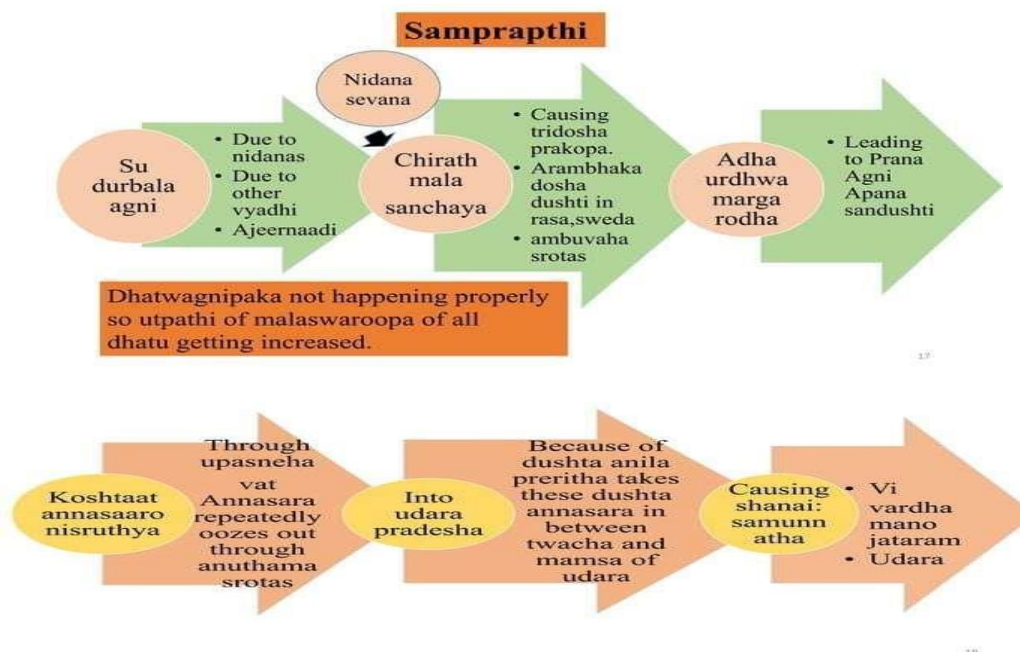 Samprapthi
Nidana
sevana
Su
durbala
agni
• Due to
nidanas
• Due to
other
vyadhi
• Ajeernaadi
Chirath
mala
sanchaya
• Causing
tridosha
prakopa.
• Arambhaka
dosha
dushti in
rasa,sweda
• ambuvaha
srotas
Adha
urdhwa
marga
rodha
• Leading
to Prana
Agni
Apana
sandushti
Dhatwagnipaka not happening properly
so utpathi of malaswaroopa of all
dhatu getting increased.
17
Koshtaat
annasaaro
nisruthya
Through
upasneha
vat
Annasara
repeatedly
oozes out
through
anuthama
srotas
Into
udara
pradesha
Because of
dushta anila
preritha takes
these dushta
annasara in
between
twacha and
mamsa of
udara
Causing
shanai:
samunn
atha
• Vi
vardha
mano
jataram
• Udara